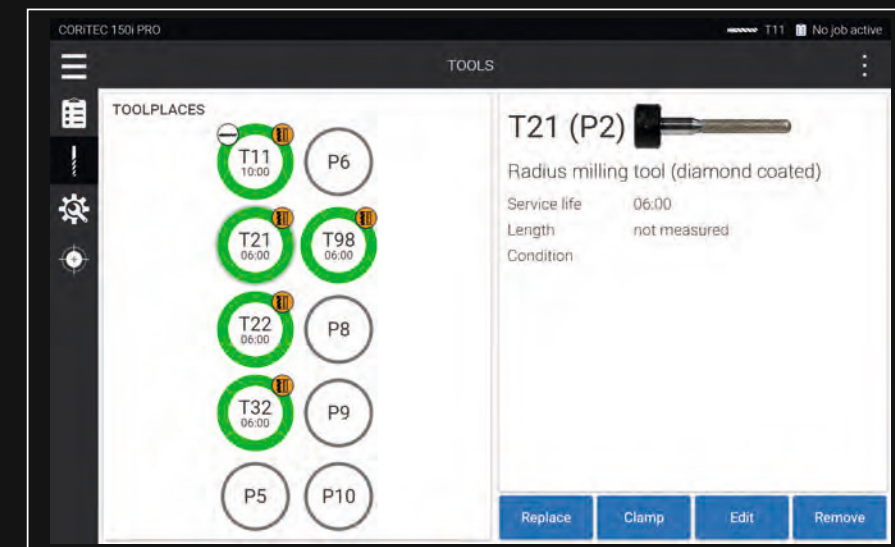 CORiTEC 150i PRO
T11 No job active
TOOLS
TOOLPLACES
T11
10:00
P6
T21
06:00
T98
06:00
T22
06:00
P8
T32
06:00
P9
P5
P10
T21 (P2)
Radius milling tool (diamond coated)
Service life 06:00
Length not measured
Condition
Replace Clamp Edit Remove